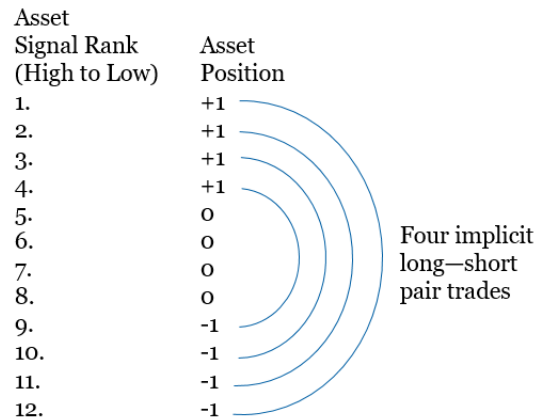 Asset
Signal Rank
(High to Low)
Asset
Position
1. +1
2. +1
3. +1
4. +1
5. 0
6. 0
7. 0
8. 0
9. -1
10. -1
11. -1
12. -1
Four implicit
long—short
pair trades